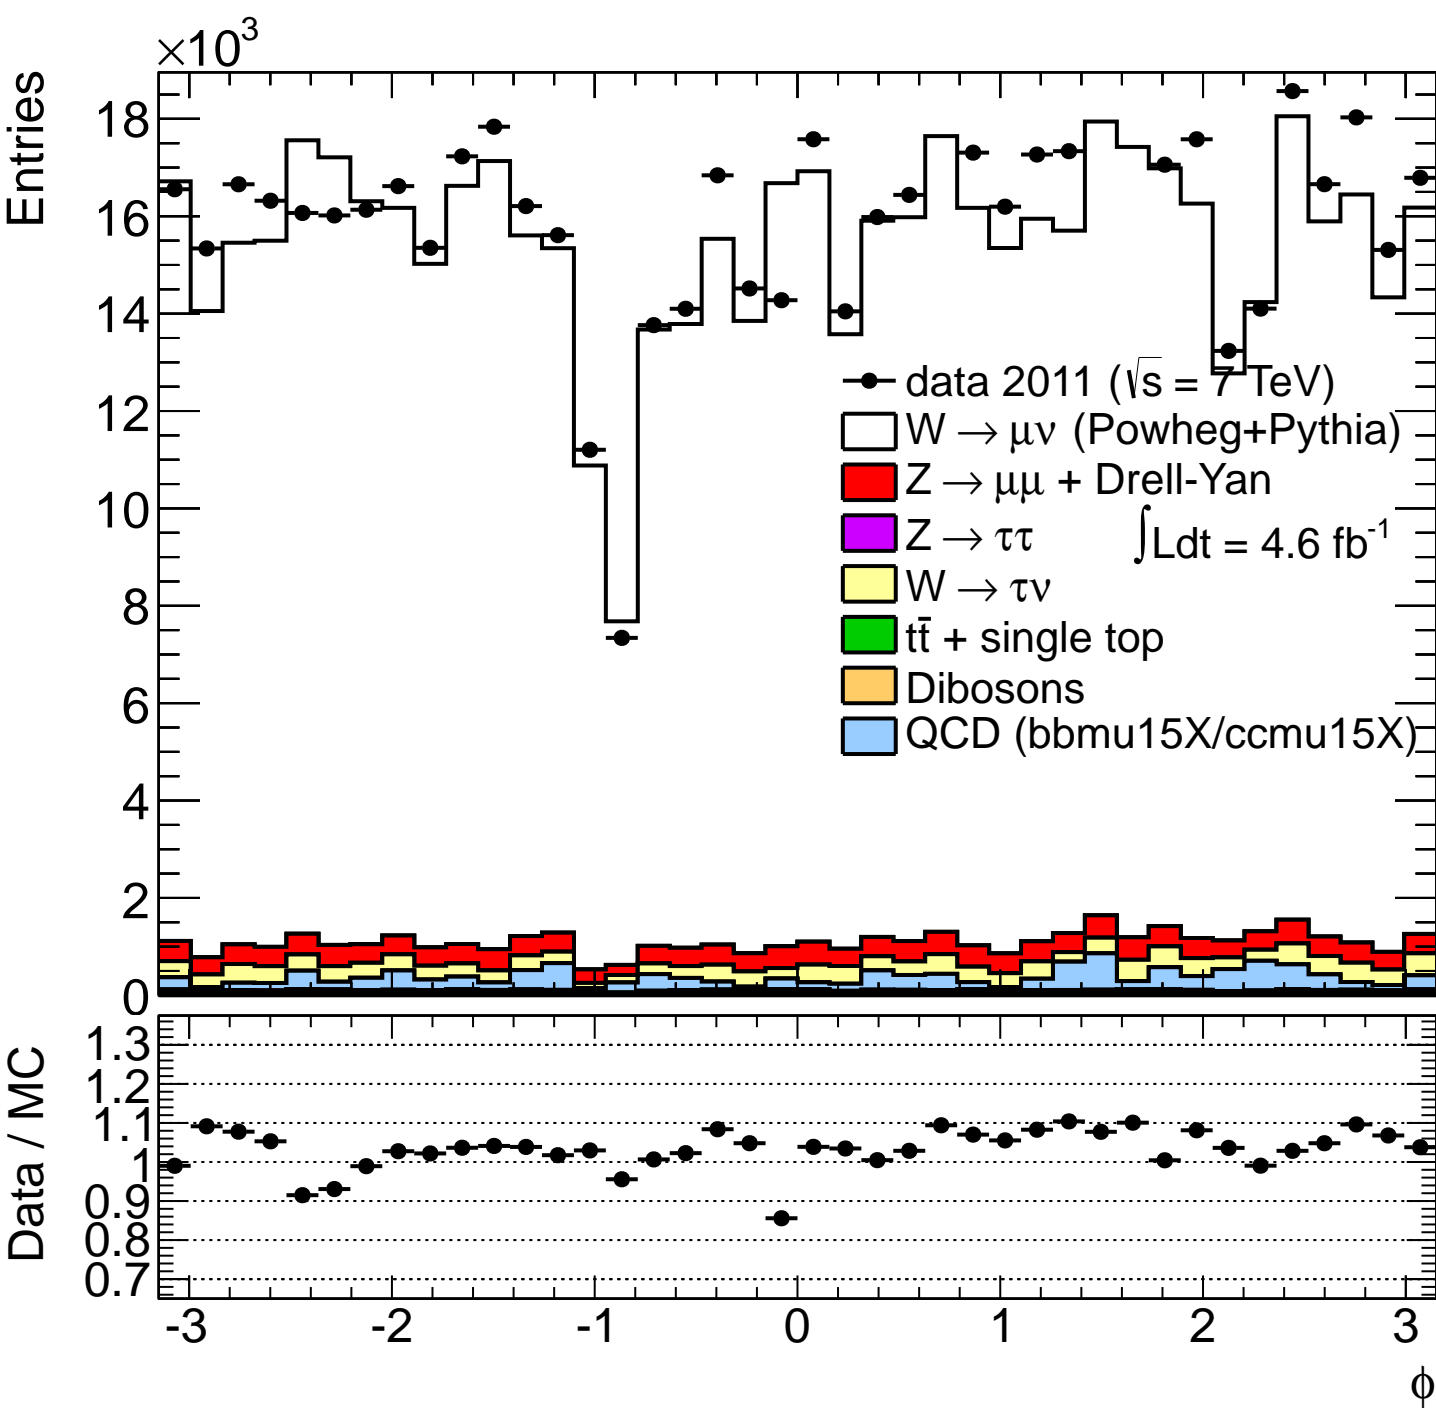 ×10³
Entries
18
16
14
12
10
8
6
4
2
0
data 2011 (√s = 7 TeV)
W → μν (Powheg+Pythia)
Z → μμ + Drell-Yan
Z → ττ
∫Ldt = 4.6 fb⁻¹
W → τν
tt̄ + single top
Dibosons
QCD (bbmu15X/ccmu15X)
Data / MC
1.3
1.2
1.1
1
0.9
0.8
0.7
-3 -2 -1 0 1 2 3
ϕ